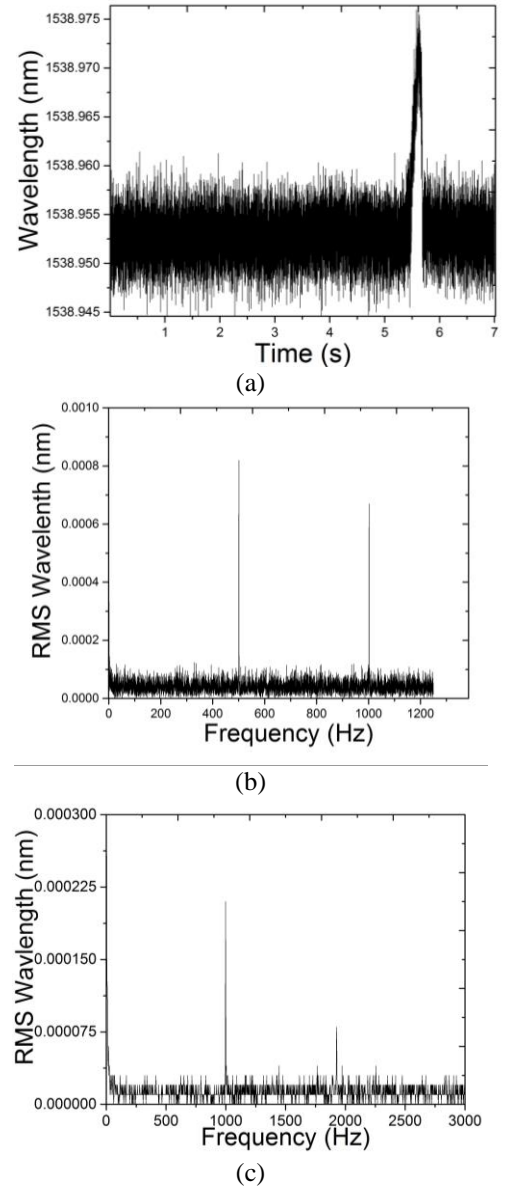 1538.975
1538.970
1538.965
1538.960
1538.955
1538.950
1538.945
Wavelength (nm)
1 2 3 4 5 6 7
Time (s)
(a)
0.0010
0.0008
0.0006
0.0004
0.0002
0.0000
RMS Wavelenth (nm)
0 200 400 600 800 1000 1200
Frequency (Hz)
(b)
0.000300
0.000225
0.000150
0.000075
0.000000
RMS Wavlength (nm)
0 500 1000 1500 2000 2500 3000
Frequency (Hz)
(c)